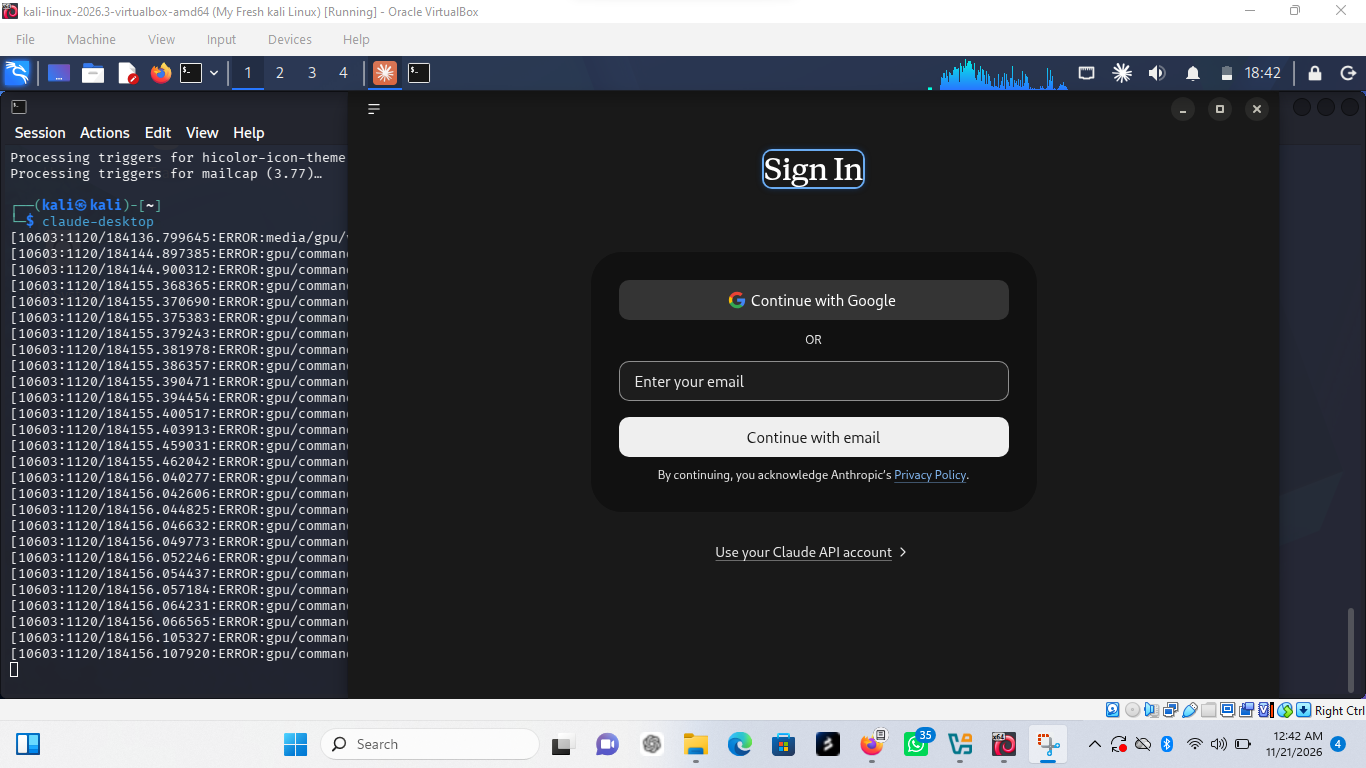 kali-linux-2026.3-virtualbox-amd64 (My Fresh kali Linux) [Running] - Oracle VirtualBox
File Machine View Input Devices Help
1 2 3 4 18:42
Session Actions Edit View Help
Processing triggers for hicolor-icon-theme
Processing triggers for mailcap (3.77)…
(kali㉿kali)-[~]
$ claude-desktop
[10603:1120/184136.799645:ERROR:media/gpu/
[10603:1120/184144.897385:ERROR:gpu/comman
[10603:1120/184144.900312:ERROR:gpu/comman
[10603:1120/184155.368365:ERROR:gpu/comman
[10603:1120/184155.370690:ERROR:gpu/comman
[10603:1120/184155.375383:ERROR:gpu/comman
[10603:1120/184155.379243:ERROR:gpu/comman
[10603:1120/184155.381978:ERROR:gpu/comman
[10603:1120/184155.386357:ERROR:gpu/comman
[10603:1120/184155.390471:ERROR:gpu/comman
[10603:1120/184155.394454:ERROR:gpu/comman
[10603:1120/184155.400517:ERROR:gpu/comman
[10603:1120/184155.403913:ERROR:gpu/comman
[10603:1120/184155.459031:ERROR:gpu/comman
[10603:1120/184155.462042:ERROR:gpu/comman
[10603:1120/184156.040277:ERROR:gpu/comman
[10603:1120/184156.042606:ERROR:gpu/comman
[10603:1120/184156.044825:ERROR:gpu/comman
[10603:1120/184156.046632:ERROR:gpu/comman
[10603:1120/184156.049773:ERROR:gpu/comman
[10603:1120/184156.052246:ERROR:gpu/comman
[10603:1120/184156.054437:ERROR:gpu/comman
[10603:1120/184156.057184:ERROR:gpu/comman
[10603:1120/184156.064231:ERROR:gpu/comman
[10603:1120/184156.066565:ERROR:gpu/comman
[10603:1120/184156.105327:ERROR:gpu/comman
[10603:1120/184156.107920:ERROR:gpu/comman
Sign In
Continue with Google
OR
Enter your email
Continue with email
By continuing, you acknowledge Anthropic's Privacy Policy.
Use your Claude API account
Right Ctrl
Search
35
12:42 AM
11/21/2026
4